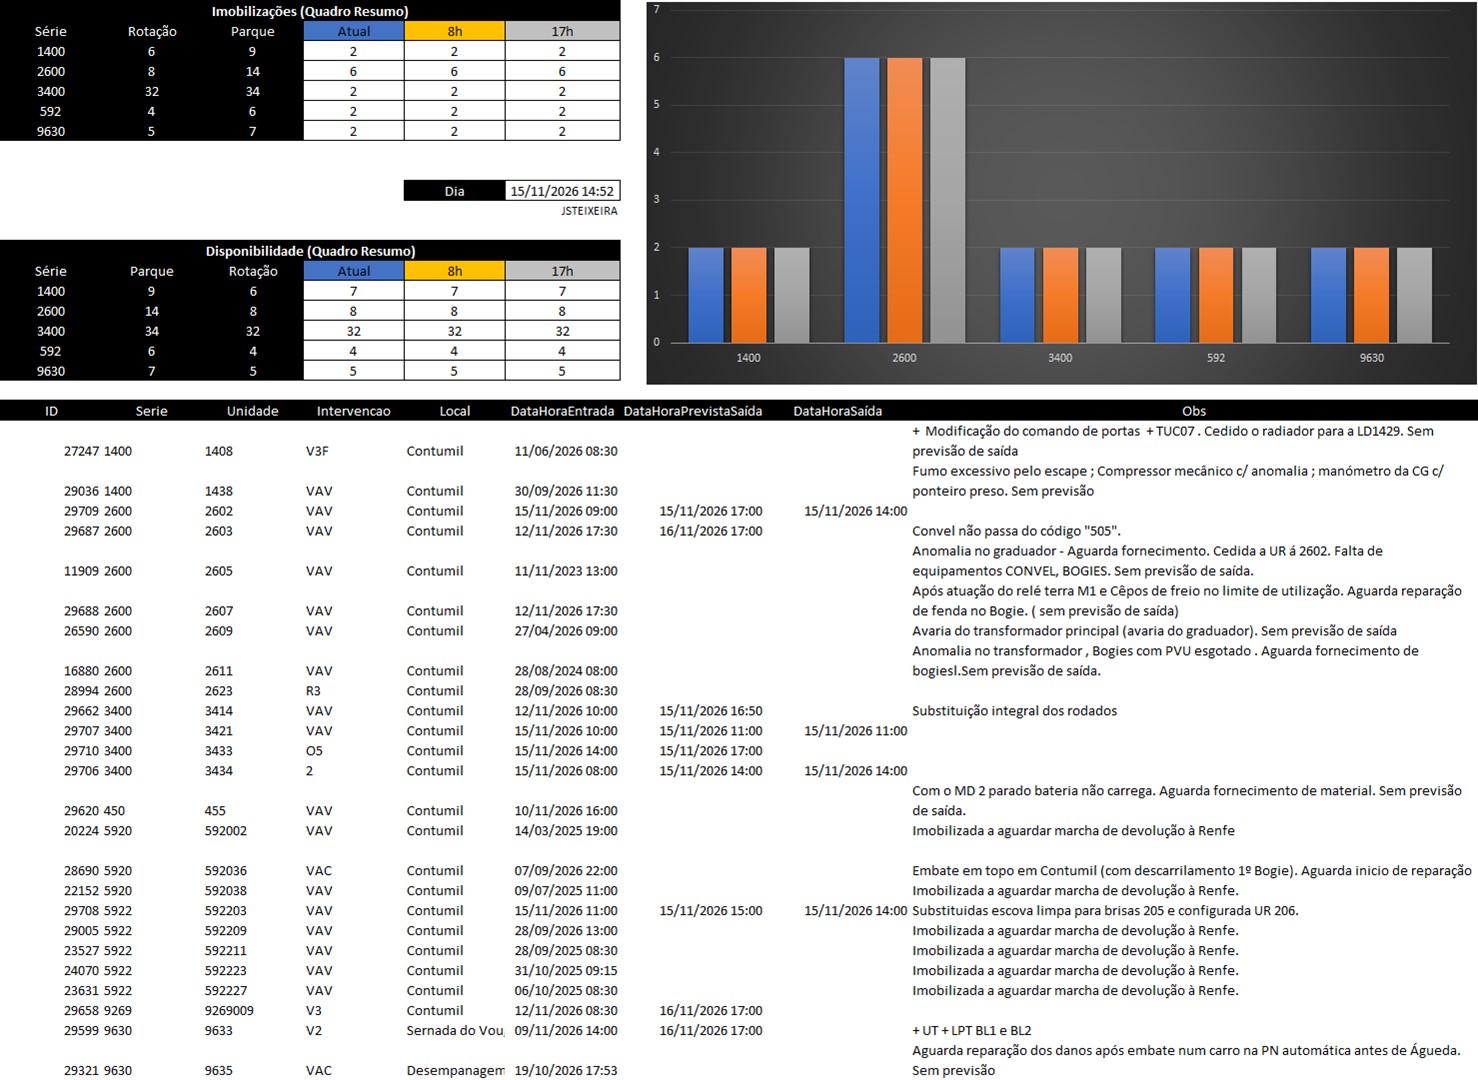 Imobilizações (Quadro Resumo)
Série Rotação Parque Atual 8h 17h
1400 6 9 2 2 2
2600 8 14 6 6 6
3400 32 34 2 2 2
592 4 6 2 2 2
9630 5 7 2 2 2
Dia 15/11/2026 14:52
JSTEIXEIRA
Disponibilidade (Quadro Resumo)
Série Parque Rotação Atual 8h 17h
1400 9 6 7 7 7
2600 14 8 8 8 8
3400 34 32 32 32 32
592 6 4 4 4 4
9630 7 5 5 5 5
7
6
5
4
3
2
1
0
1400 2600 3400 592 9630
ID Serie Unidade Intervencao Local DataHoraEntrada DataHoraPrevistaSaída DataHoraSaída Obs
+ Modificação do comando de portas + TUC07 . Cedido o radiador para a LD1429. Sem
27247 1400 1408 V3F Contumil 11/06/2026 08:30 previsão de saída
Fumo excessivo pelo escape ; Compressor mecânico c/ anomalia ; manómetro da CG c/
29036 1400 1438 VAV Contumil 30/09/2026 11:30 ponteiro preso. Sem previsão
29709 2600 2602 VAV Contumil 15/11/2026 09:00 15/11/2026 17:00 15/11/2026 14:00
29687 2600 2603 VAV Contumil 12/11/2026 17:30 16/11/2026 17:00 Convel não passa do código "505".
Anomalia no graduador - Aguarda fornecimento. Cedida a UR á 2602. Falta de
11909 2600 2605 VAV Contumil 11/11/2023 13:00 equipamentos CONVEL, BOGIES. Sem previsão de saída.
Após atuação do relé terra M1 e Cêpos de freio no limite de utilização. Aguarda reparação
29688 2600 2607 VAV Contumil 12/11/2026 17:30 de fenda no Bogie. ( sem previsão de saída)
26590 2600 2609 VAV Contumil 27/04/2026 09:00 Avaria do transformador principal (avaria do graduador). Sem previsão de saída
Anomalia no transformador , Bogies com PVU esgotado . Aguarda fornecimento de
16880 2600 2611 VAV Contumil 28/08/2024 08:00 bogiesl.Sem previsão de saída.
28994 2600 2623 R3 Contumil 28/09/2026 08:30
29662 3400 3414 VAV Contumil 12/11/2026 10:00 15/11/2026 16:50 Substituição integral dos rodados
29707 3400 3421 VAV Contumil 15/11/2026 10:00 15/11/2026 11:00 15/11/2026 11:00
29710 3400 3433 O5 Contumil 15/11/2026 14:00 15/11/2026 17:00
29706 3400 3434 2 Contumil 15/11/2026 08:00 15/11/2026 14:00 15/11/2026 14:00
Com o MD 2 parado bateria não carrega. Aguarda fornecimento de material. Sem previsão
29620 450 455 VAV Contumil 10/11/2026 16:00 de saída.
20224 5920 592002 VAV Contumil 14/03/2025 19:00 Imobilizada a aguardar marcha de devolução à Renfe
28690 5920 592036 VAC Contumil 07/09/2026 22:00 Embate em topo em Contumil (com descarrilamento 1º Bogie). Aguarda inicio de reparação
22152 5920 592038 VAV Contumil 09/07/2025 11:00 Imobilizada a aguardar marcha de devolução à Renfe.
29708 5922 592203 VAV Contumil 15/11/2026 11:00 15/11/2026 15:00 15/11/2026 14:00 Substituidas escova limpa para brisas 205 e configurada UR 206.
29005 5922 592209 VAV Contumil 28/09/2026 13:00 Imobilizada a aguardar marcha de devolução à Renfe.
23527 5922 592211 VAV Contumil 28/09/2025 08:30 Imobilizada a aguardar marcha de devolução à Renfe.
24070 5922 592223 VAV Contumil 31/10/2025 09:15 Imobilizada a aguardar marcha de devolução à Renfe.
23631 5922 592227 VAV Contumil 06/10/2025 08:30 Imobilizada a aguardar marcha de devolução à Renfe.
29658 9269 9269009 V3 Contumil 12/11/2026 08:30 16/11/2026 17:00
29599 9630 9633 V2 Sernada do Vou 09/11/2026 14:00 16/11/2026 17:00 + UT + LPT BL1 e BL2
Aguarda reparação dos danos após embate num carro na PN automática antes de Águeda.
29321 9630 9635 VAC Desempanagem 19/10/2026 17:53 Sem previsão